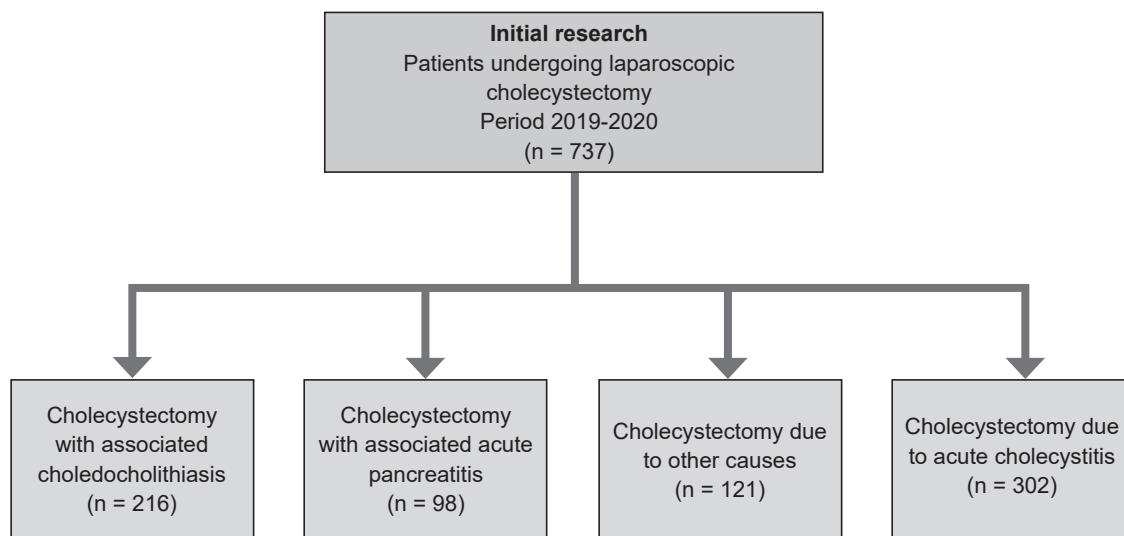 Initial research
Patients undergoing laparoscopic
cholecystectomy
Period 2019-2020
(n = 737)
Cholecystectomy
with associated
choledocholithiasis
(n = 216)
Cholecystectomy
with associated acute
pancreatitis
(n = 98)
Cholecystectomy due
to other causes
(n = 121)
Cholecystectomy due
to acute cholecystitis
(n = 302)